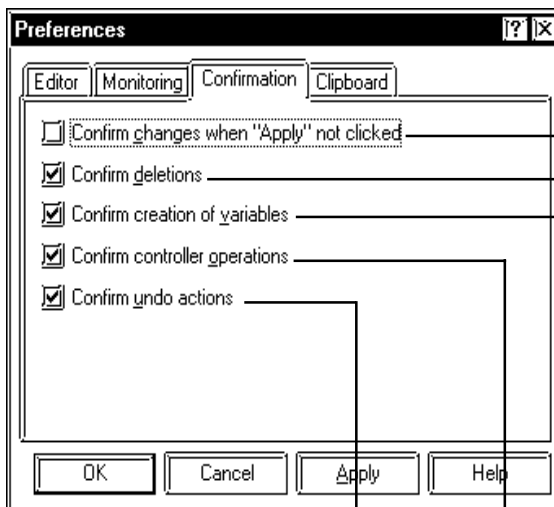 Preferences ? X
Editor Monitoring Confirmation Clipboard
Confirm changes when "Apply" not clicked
Confirm deletions
Confirm creation of variables
Confirm controller operations
Confirm undo actions
OK Cancel Apply Help